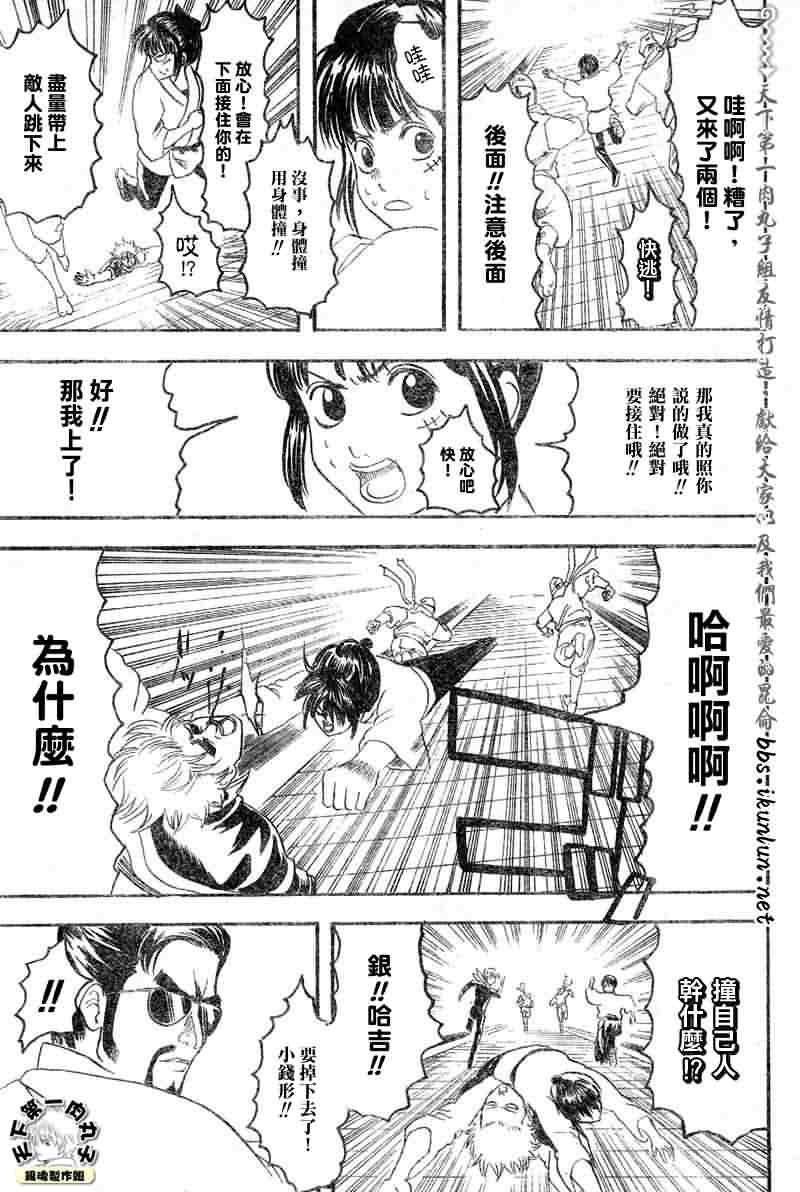 哇啊啊！糟了，
又來了兩個！
快逃！
後面!!注意後面
哇哇
沒事，身體撞
用身體撞!!
放心！會在
下面接住你的！
盡量帶上
敵人跳下來
哎!?
那我真的照你
說的做了哦!!
絕對！絕對
要接住哦!!
放心吧
快！
好!!
那我上了！
哈啊啊啊!!
為什麼!!
撞自己人
幹什麼!?
銀!!哈吉!!
要掉下去了！
小錢形!!
!!
天下第一肉丸子組友情打造！獻給大家以及我們最愛的昆侖
bbs.ikunlun.net
天下第一肉丸子
銀魂製作組